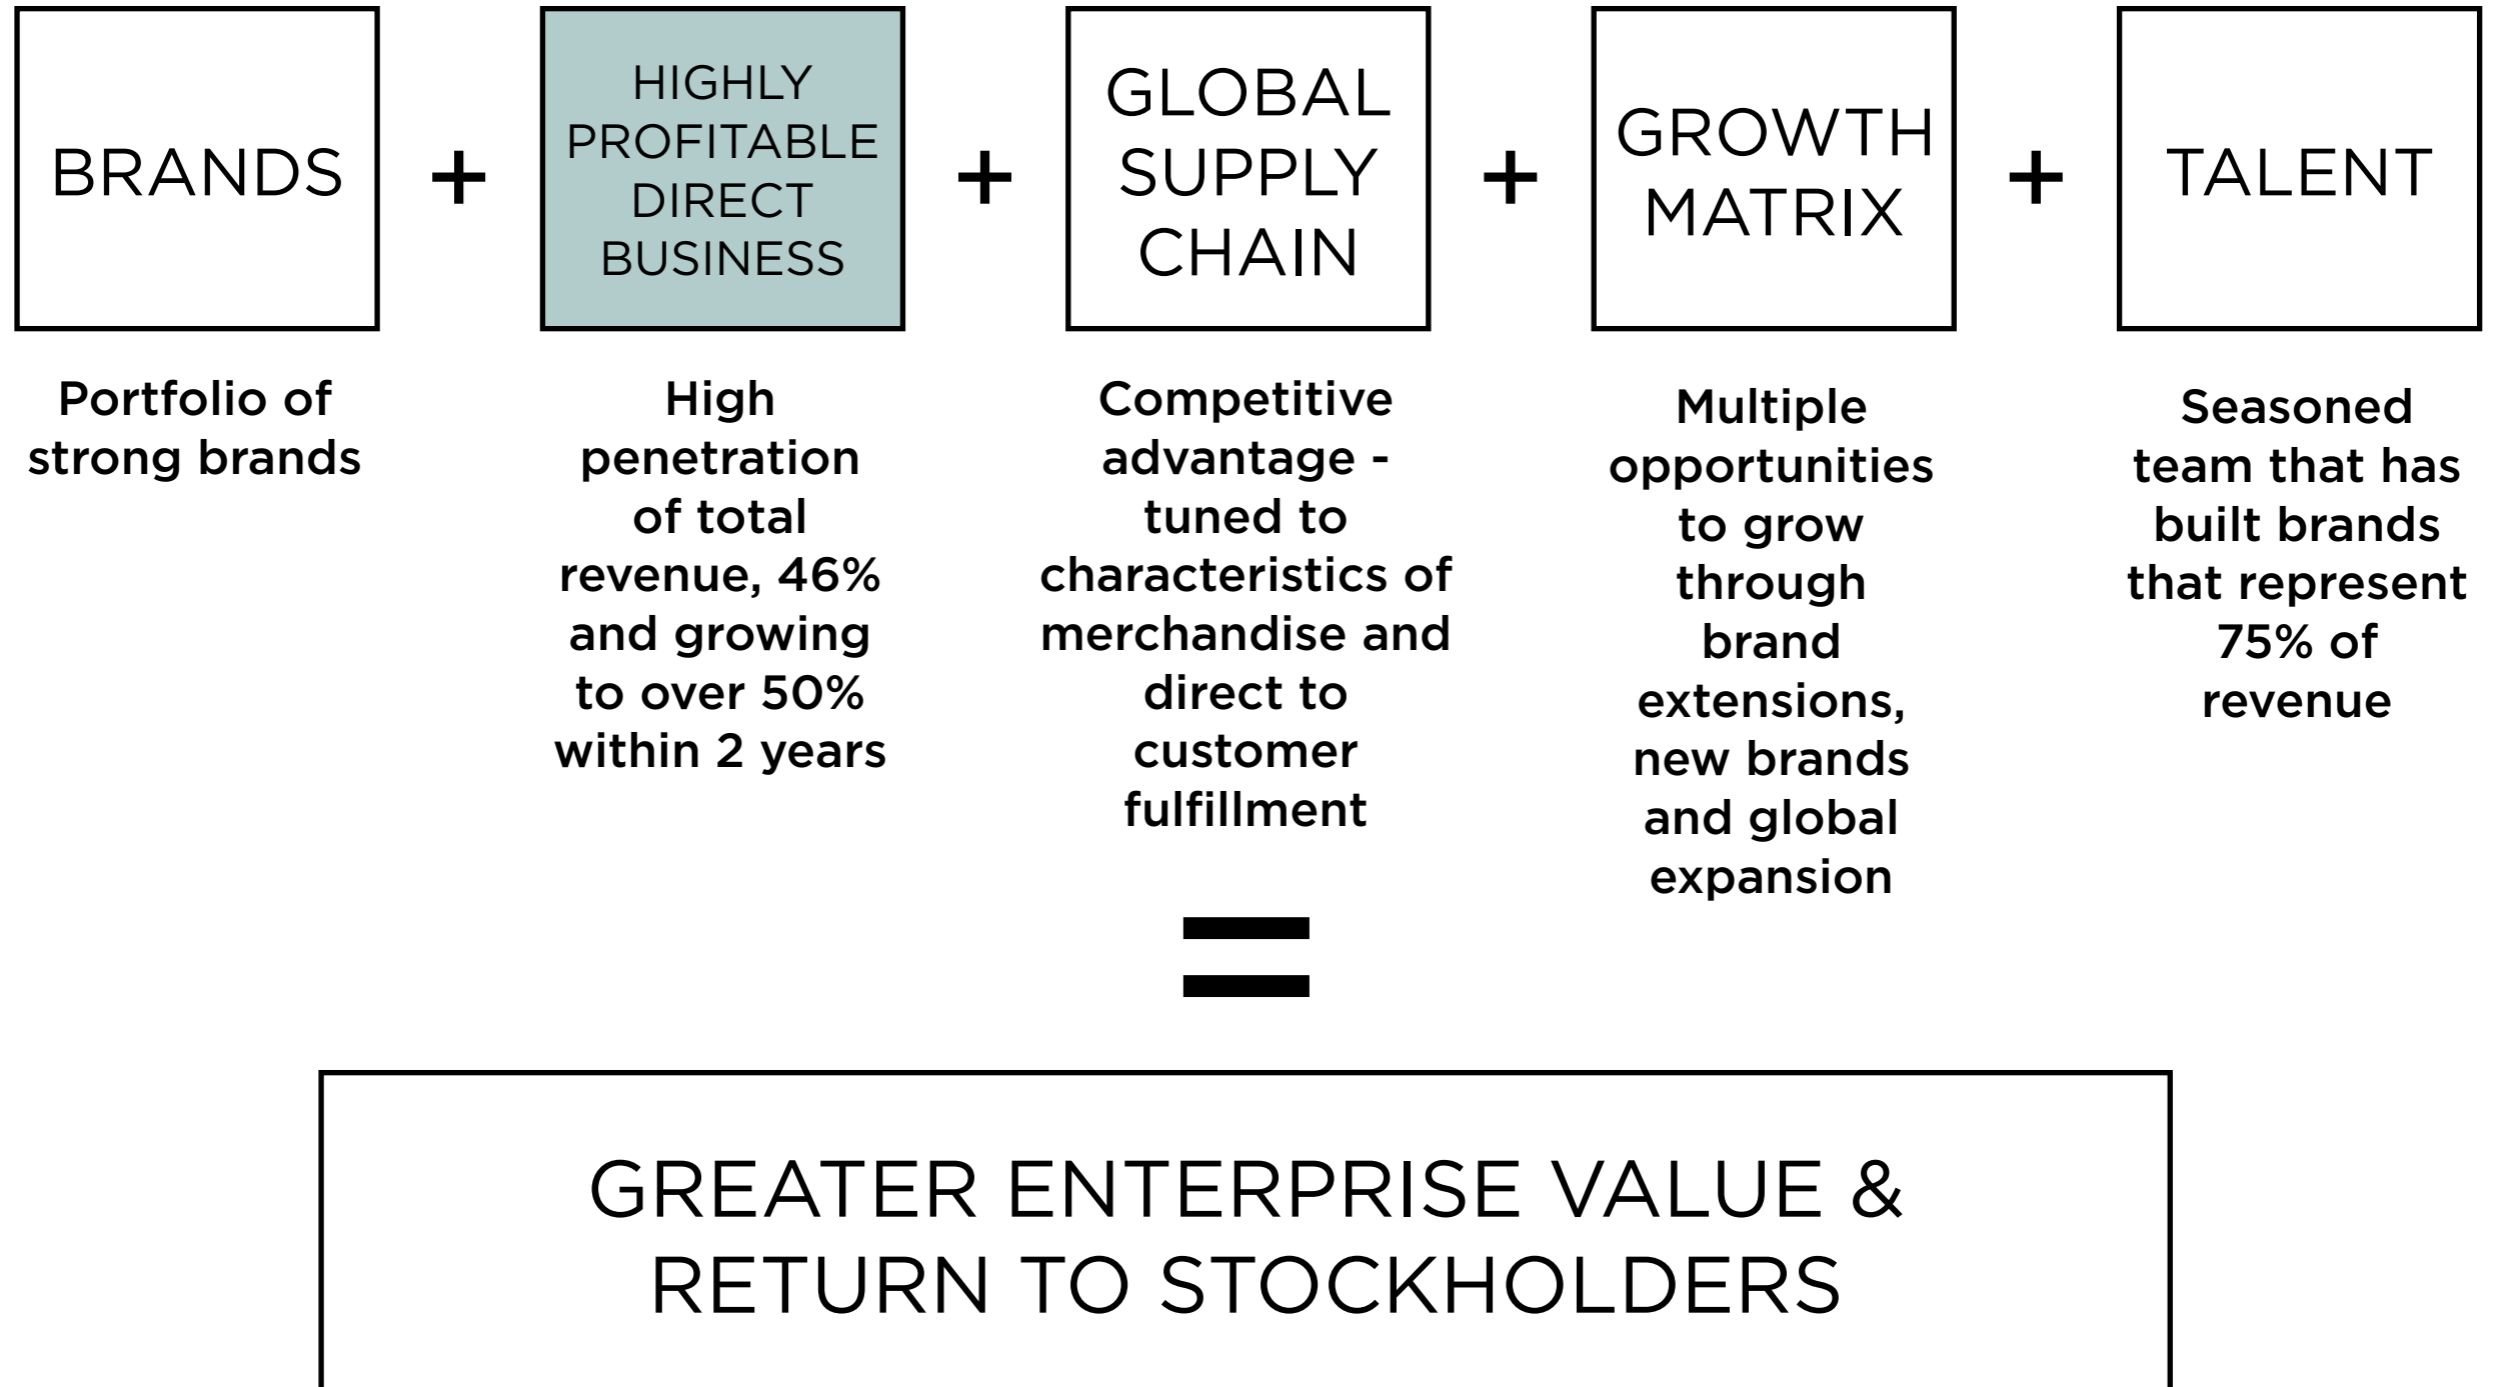 BRANDS
+
HIGHLY
PROFITABLE
DIRECT
BUSINESS
+
GLOBAL
SUPPLY
CHAIN
+
GROWTH
MATRIX
+
TALENT
Portfolio of
strong brands
High
penetration
of total
revenue, 46%
and growing
to over 50%
within 2 years
Competitive
advantage -
tuned to
characteristics of
merchandise and
direct to
customer
fulfillment
Multiple
opportunities
to grow
through
brand
extensions,
new brands
and global
expansion
Seasoned
team that has
built brands
that represent
75% of
revenue
=
GREATER ENTERPRISE VALUE &
RETURN TO STOCKHOLDERS